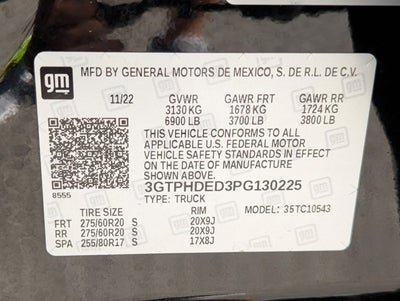 gm
MFD BY GENERAL MOTORS DE MEXICO, S. DE R.L. DE C.V.
11/22 GVWR GAWR FRT GAWR RR
3130 KG 1678 KG 1724 KG
6900 LB 3700 LB 3800 LB
THIS VEHICLE CONFORMS TO ALL
APPLICABLE U.S. FEDERAL MOTOR
VEHICLE SAFETY STANDARDS IN EFFECT
ON THE DATE OF MANUFACTURE
SHOWN ABOVE.
3GTPHDED3PG130225
8555 TYPE: TRUCK
TIRE SIZE RIM MODEL: 35TC10543
FRT 275/60R20 S 20X9J
RR 275/60R20 S 20X9J
SPA 255/80R17 S 17X8J